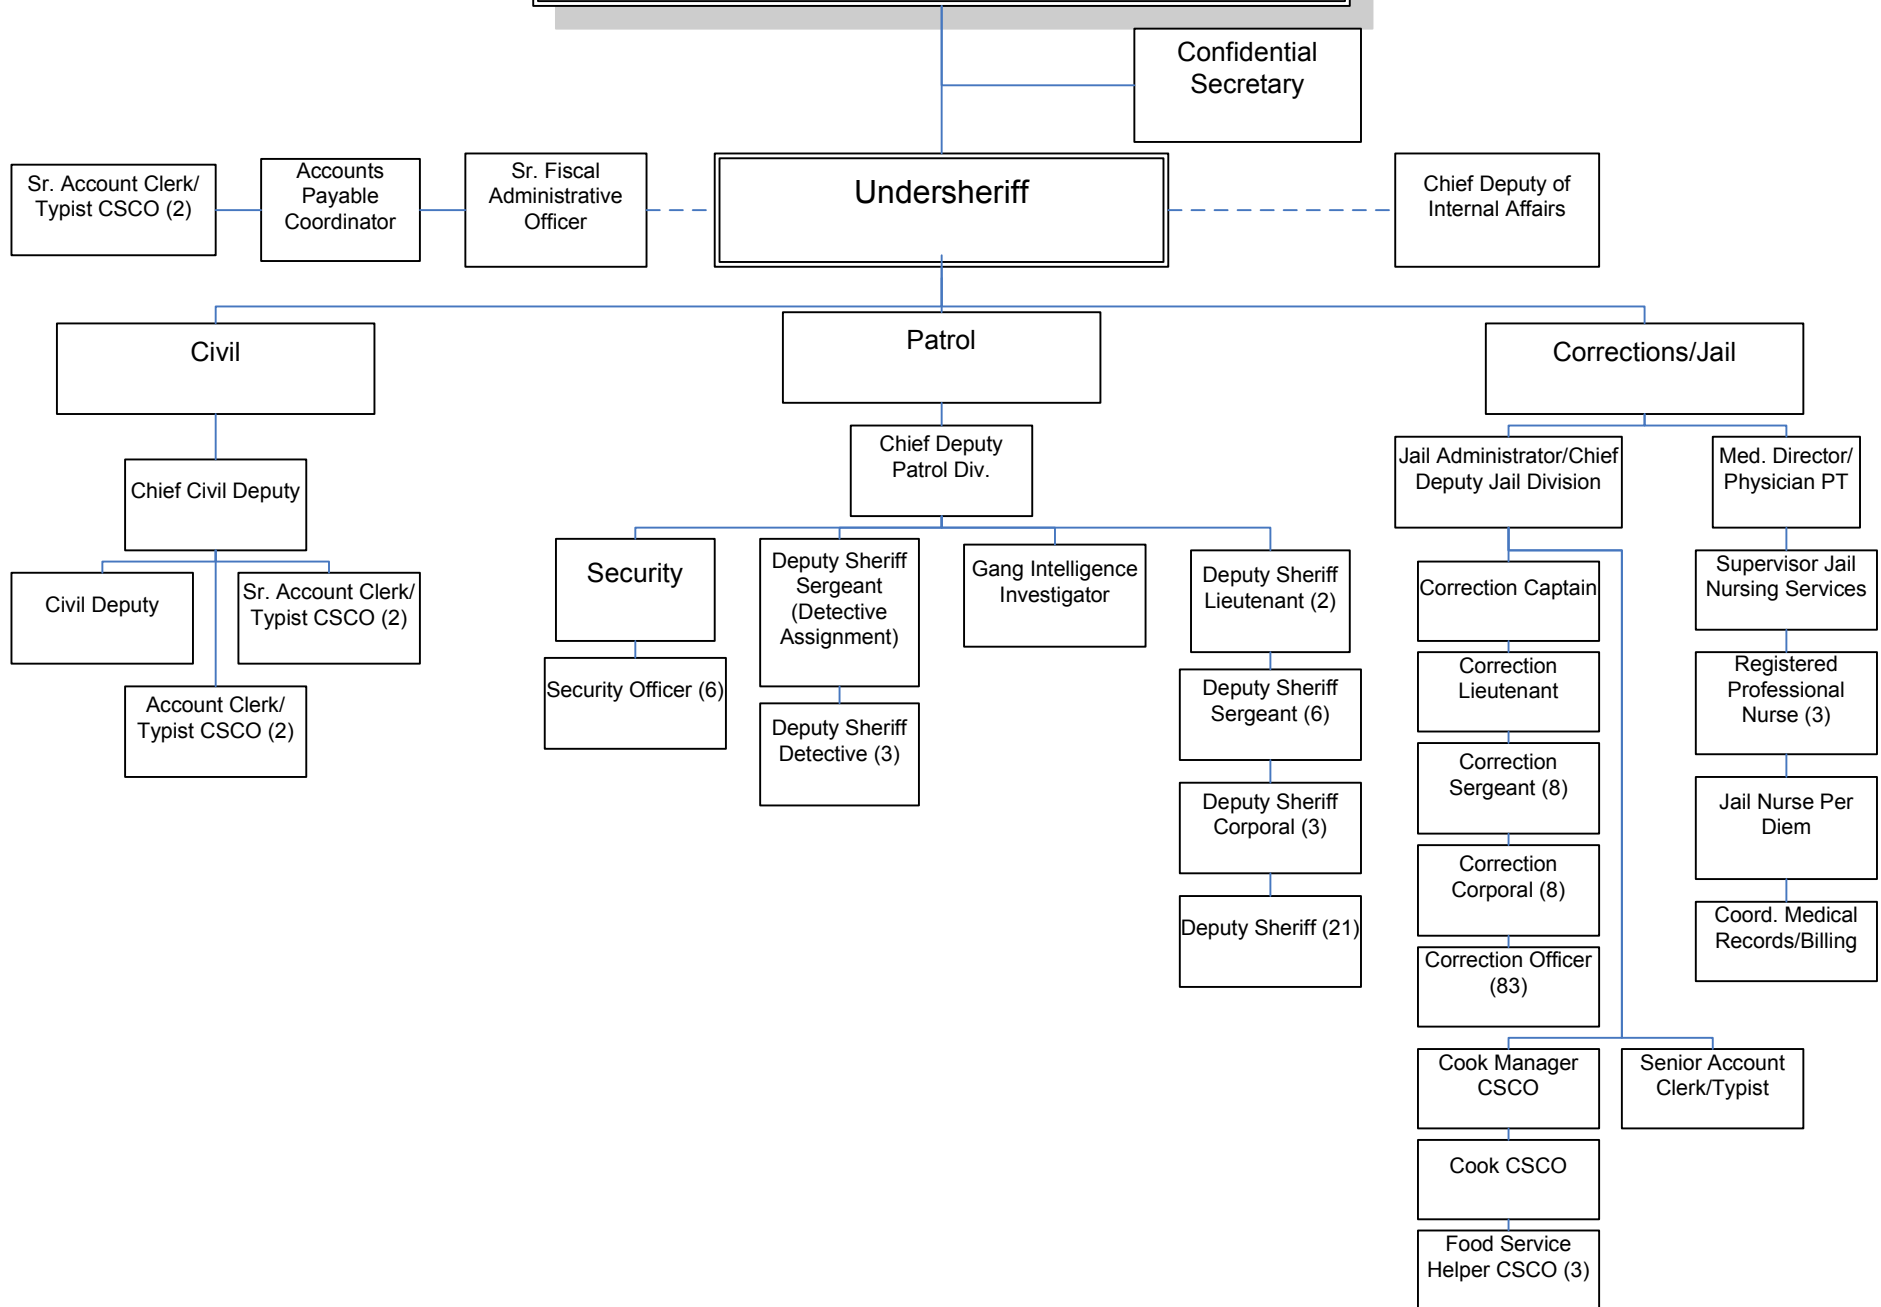 Confidential
Secretary
Sr. Account Clerk/
Typist CSCO (2)
Accounts
Payable
Coordinator
Sr. Fiscal
Administrative
Officer
Undersheriff
Chief Deputy of
Internal Affairs
Civil
Patrol
Corrections/Jail
Chief Civil Deputy
Civil Deputy
Sr. Account Clerk/
Typist CSCO (2)
Account Clerk/
Typist CSCO (2)
Chief Deputy
Patrol Div.
Security
Security Officer (6)
Deputy Sheriff
Sergeant
(Detective
Assignment)
Deputy Sheriff
Detective (3)
Gang Intelligence
Investigator
Deputy Sheriff
Lieutenant (2)
Deputy Sheriff
Sergeant (6)
Deputy Sheriff
Corporal (3)
Deputy Sheriff (21)
Jail Administrator/Chief
Deputy Jail Division
Correction Captain
Correction
Lieutenant
Correction
Sergeant (8)
Correction
Corporal (8)
Correction Officer
(83)
Cook Manager
CSCO
Cook CSCO
Food Service
Helper CSCO (3)
Senior Account
Clerk/Typist
Med. Director/
Physician PT
Supervisor Jail
Nursing Services
Registered
Professional
Nurse (3)
Jail Nurse Per
Diem
Coord. Medical
Records/Billing